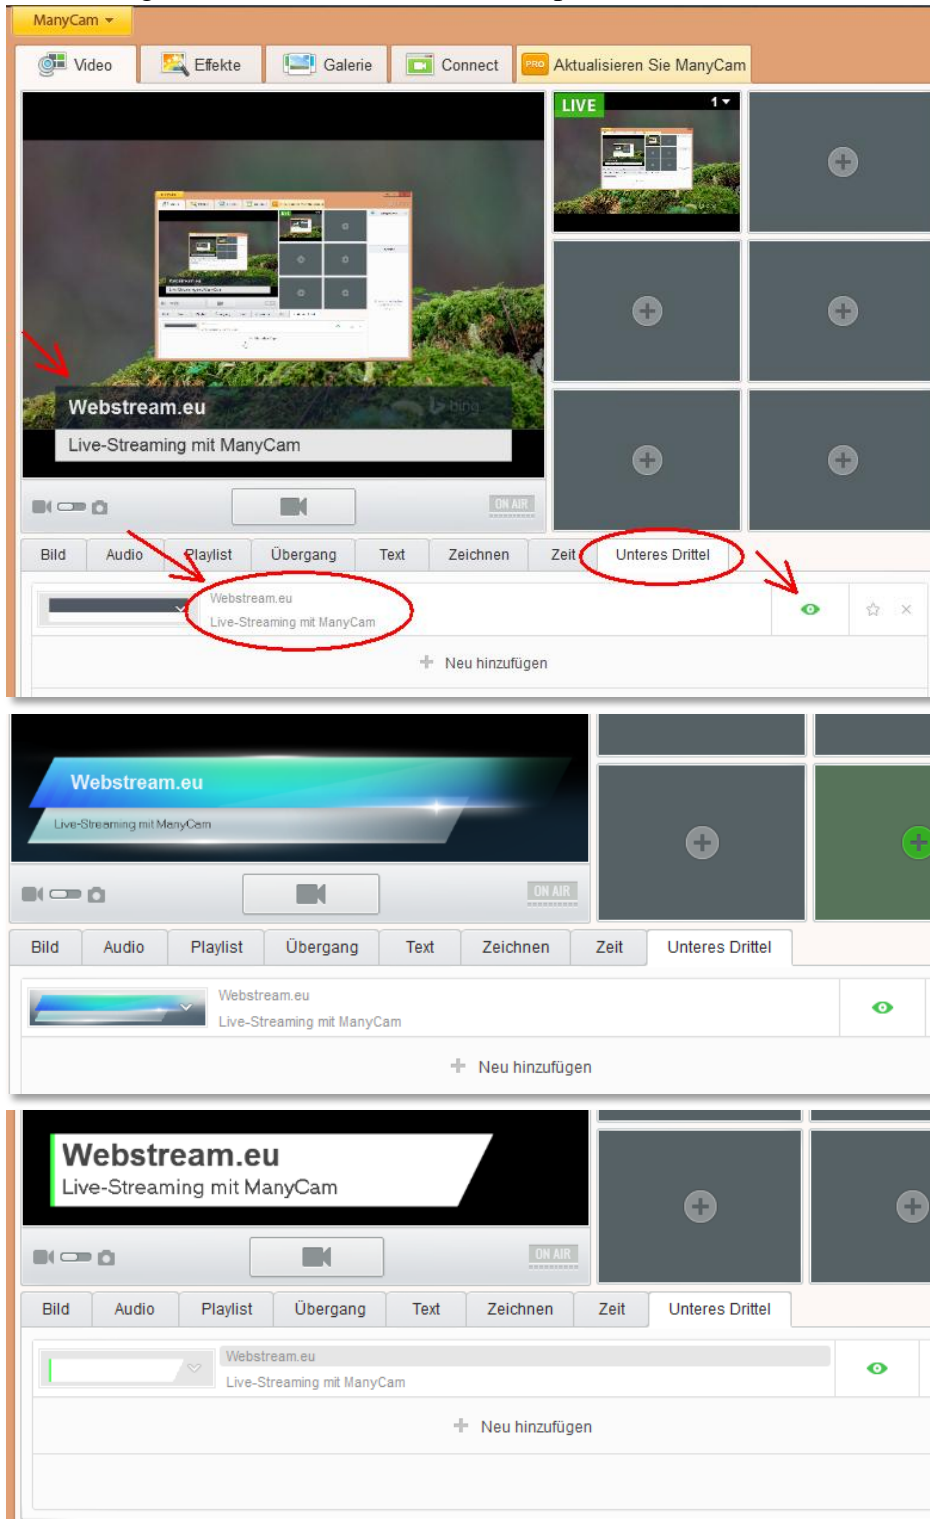 ManyCam
Video Effekte Galerie Connect PRO Aktualisieren Sie ManyCam
LIVE 1
Webstream.eu
bing
Live-Streaming mit ManyCam
ON AIR
Bild Audio Playlist Übergang Text Zeichnen Zeit Unteres Drittel
Webstream.eu
Live-Streaming mit ManyCam
Neu hinzufügen
Webstream.eu
Live-Streaming mit ManyCam
ON AIR
Bild Audio Playlist Übergang Text Zeichnen Zeit Unteres Drittel
Webstream.eu
Live-Streaming mit ManyCam
Neu hinzufügen
Webstream.eu
Live-Streaming mit ManyCam
ON AIR
Bild Audio Playlist Übergang Text Zeichnen Zeit Unteres Drittel
Webstream.eu
Live-Streaming mit ManyCam
Neu hinzufügen